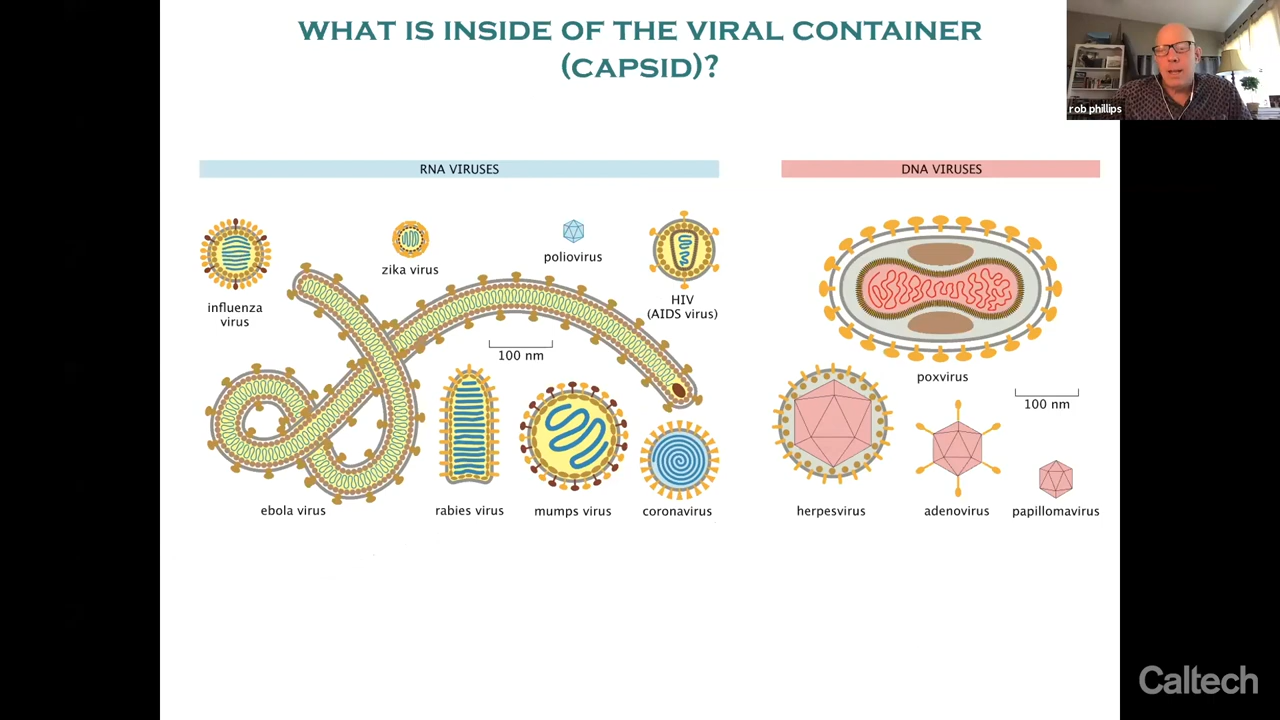 WHAT IS INSIDE OF THE VIRAL CONTAINER
(CAPSID)?
rob phillips
RNA VIRUSES
DNA VIRUSES
influenza
virus
zika virus
poliovirus
HIV
(AIDS virus)
100 nm
poxvirus
100 nm
ebola virus
rabies virus
mumps virus
coronavirus
herpesvirus
adenovirus
papillomavirus
Caltech